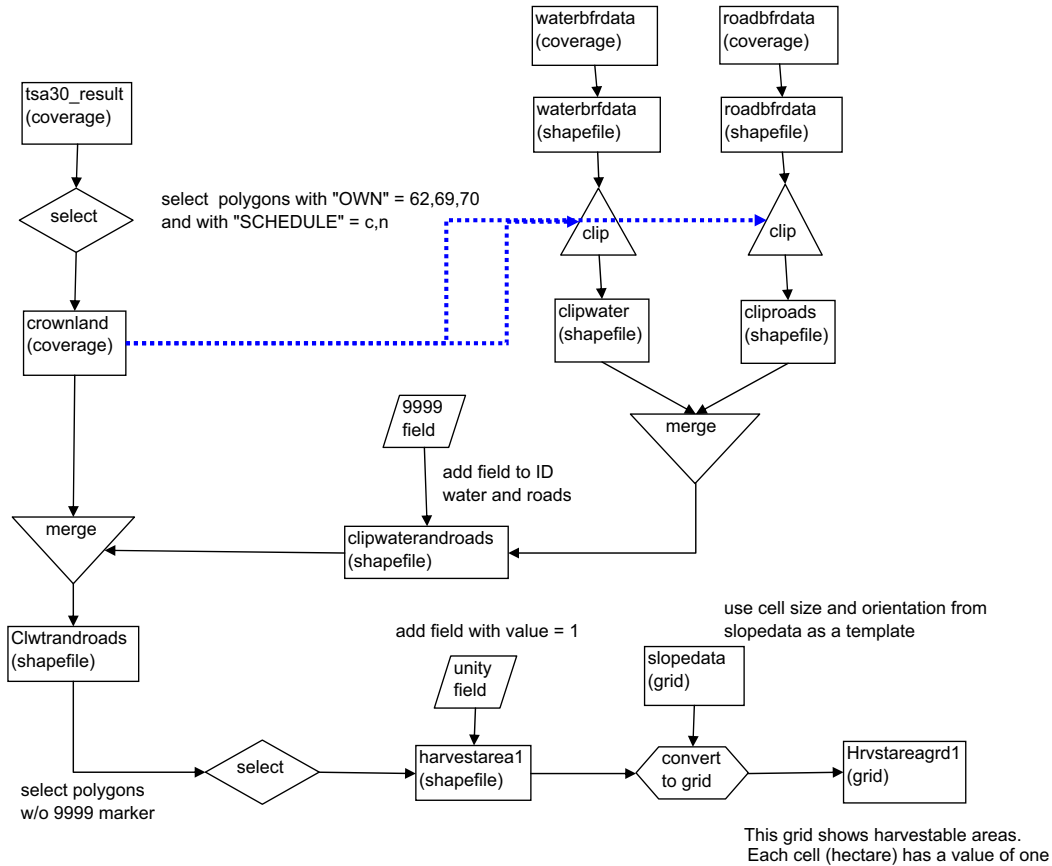 waterbfrdata
(coverage)
roadbfrdata
(coverage)
tsa30_result
(coverage)
waterbrfdata
(shapefile)
roadbfrdata
(shapefile)
select
select polygons with "OWN" = 62,69,70
and with "SCHEDULE" = c,n
clip
clip
crownland
(coverage)
clipwater
(shapefile)
cliproads
(shapefile)
9999
field
merge
add field to ID
water and roads
merge
clipwaterandroads
(shapefile)
Clwtrandroads
(shapefile)
add field with value = 1
use cell size and orientation from
slopedata as a template
unity
field
slopedata
(grid)
select polygons
w/o 9999 marker
select
harvestarea1
(shapefile)
convert
to grid
Hrvstareagrd1
(grid)
This grid shows harvestable areas.
Each cell (hectare) has a value of one